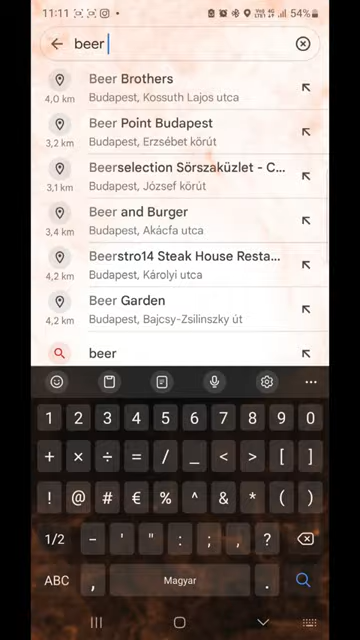 11:11 54%
beer
Beer Brothers
4,0 km Budapest, Kossuth Lajos utca
Beer Point Budapest
3,2 km Budapest, Erzsébet körút
Beerselection Sörszaküzlet - C...
3,1 km Budapest, József körút
Beer and Burger
3,4 km Budapest, Akácfa utca
Beerstro14 Steak House Resta...
4,2 km Budapest, Károlyi utca
Beer Garden
4,2 km Budapest, Bajcsy-Zsilinszky út
beer
1 2 3 4 5 6 7 8 9 0
+ × ÷ = / _ < > [ ]
! @ # € % ^ & * ( )
1/2 - ' " : ; , ?
ABC , Magyar .